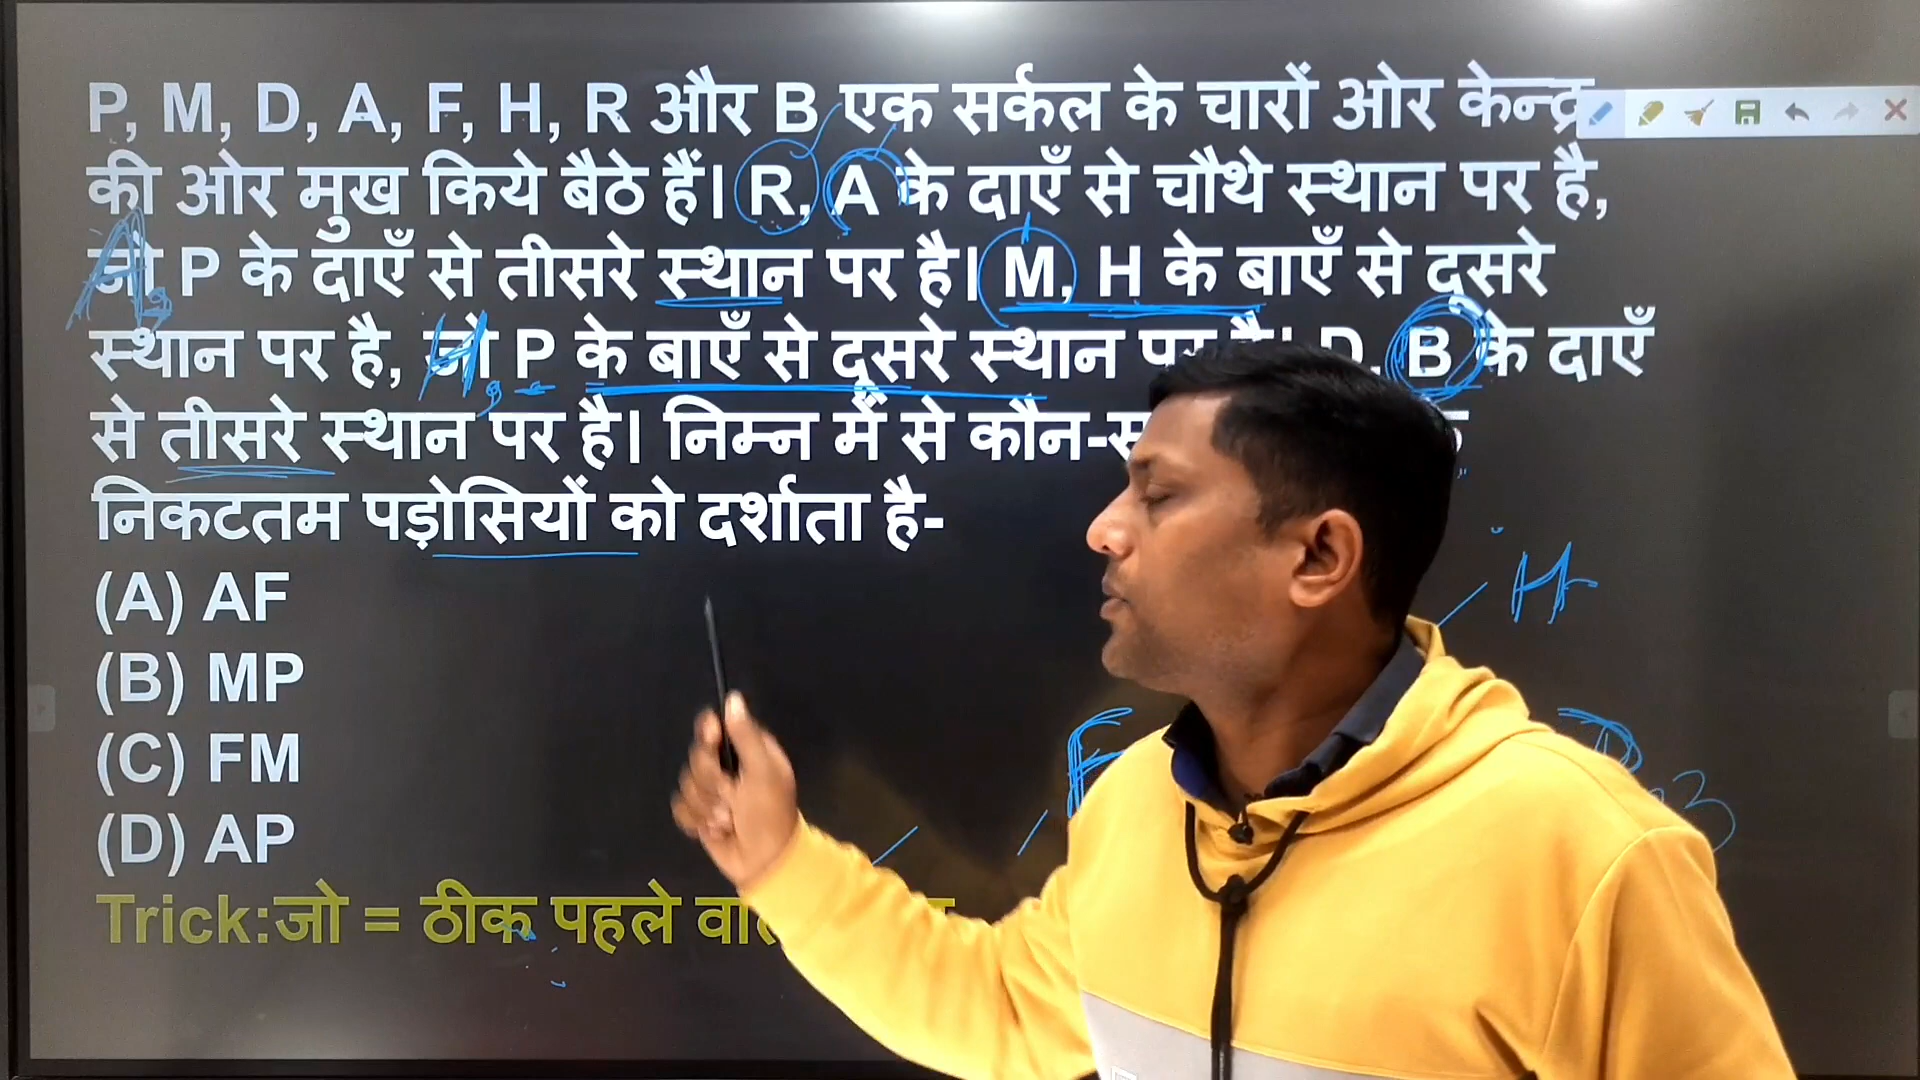 P, M, D, A, F, H, R और B एक सर्कल के चारों ओर केन्द्र
की ओर मुख किये बैठे हैं। R, A के दाएँ से चौथे स्थान पर है,
जो P के दाएँ से तीसरे स्थान पर है। M, H के बाएँ से दूसरे
स्थान पर है, जो P के बाएँ से दूसरे स्थान पर है। D, B के दाएँ
से तीसरे स्थान पर है। निम्न में से कौन-
निकटतम पड़ोसियों को दर्शाता है-
H
(A) AF
(B) MP
(C) FM
(D) AP
Trick:जो = ठीक पहले